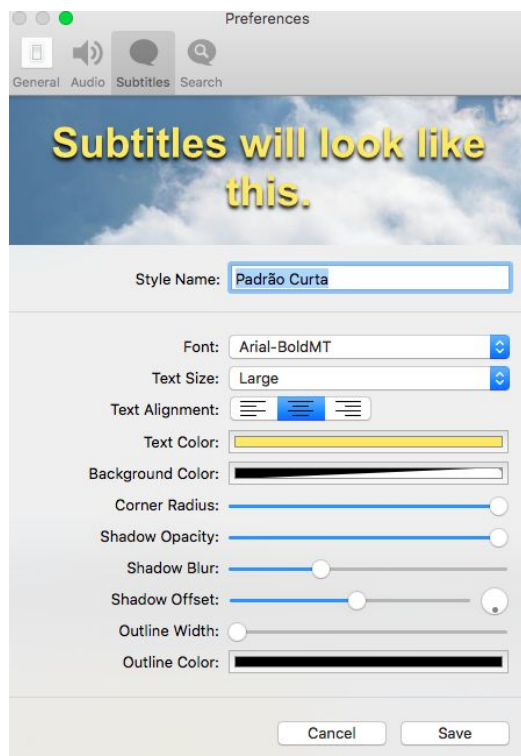 Preferences
General Audio Subtitles Search
Subtitles will look like
this.
Style Name: Padrão Curta
Font: Arial-BoldMT
Text Size: Large
Text Alignment:
Text Color:
Background Color:
Corner Radius:
Shadow Opacity:
Shadow Blur:
Shadow Offset:
Outline Width:
Outline Color:
Cancel Save